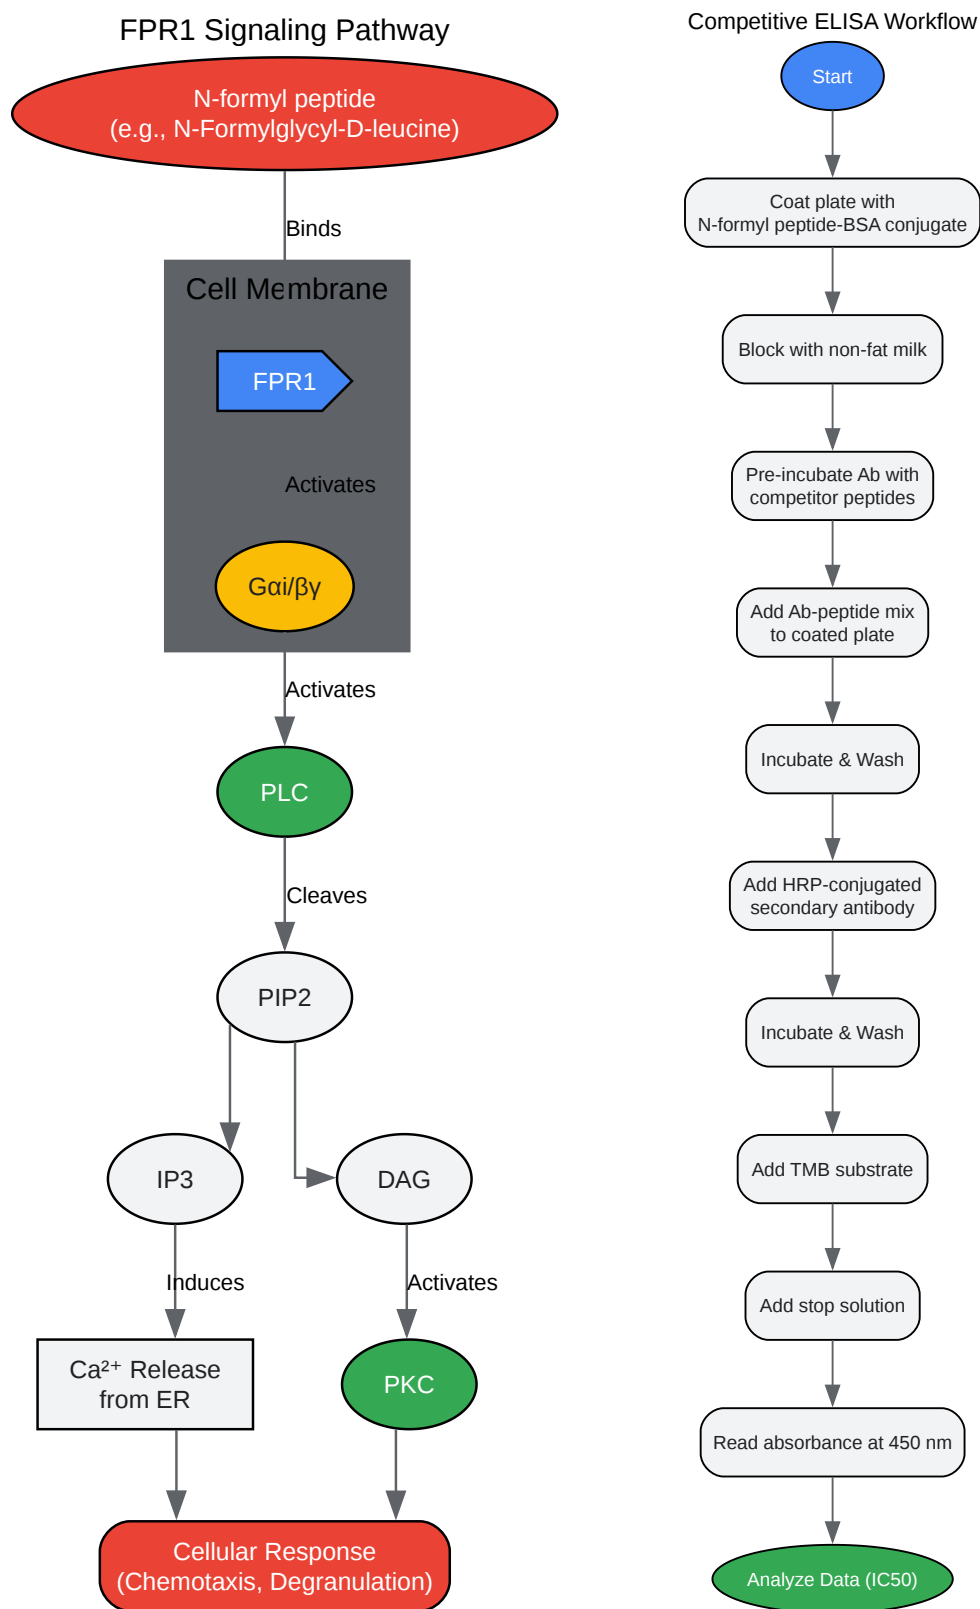 FPR1 Signaling Pathway
N-formyl peptide
(e.g., N-Formylglycyl-D-leucine)
Binds
Cell Membrane
FPR1
Activates
Gαi/βγ
Activates
PLC
Cleaves
PIP2
IP3
DAG
Induces
Activates
Ca²⁺ Release
from ER
PKC
Cellular Response
(Chemotaxis, Degranulation)
Competitive ELISA Workflow
Start
Coat plate with
N-formyl peptide-BSA conjugate
Block with non-fat milk
Pre-incubate Ab with
competitor peptides
Add Ab-peptide mix
to coated plate
Incubate & Wash
Add HRP-conjugated
secondary antibody
Incubate & Wash
Add TMB substrate
Add stop solution
Read absorbance at 450 nm
Analyze Data (IC50)